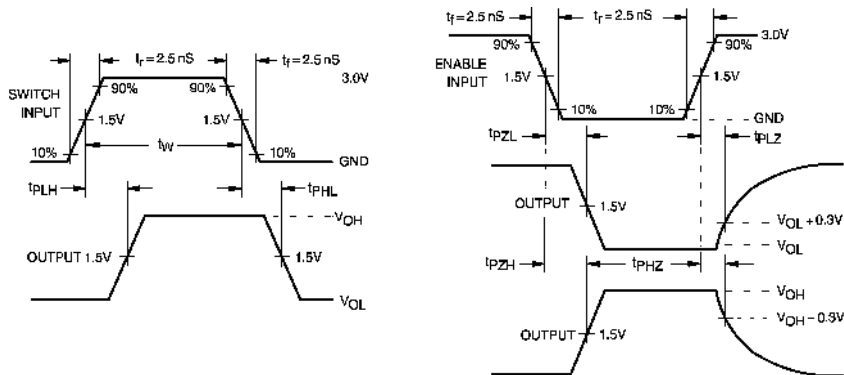 tr = 2.5 nS
tf = 2.5 nS
3.0V
SWITCH INPUT
90%
90%
1.5V
1.5V
tW
10%
10%
GND
tPLH
tPHL
VOH
OUTPUT
1.5V
1.5V
VOL
tf = 2.5 nS
tr = 2.5 nS
90%
90%
3.0V
ENABLE INPUT
1.5V
1.5V
10%
10%
GND
tPZL
tPLZ
OUTPUT
1.5V
VOL + 0.3V
VOL
tPZH
tPHZ
VOH
VOH – 0.3V
OUTPUT
1.5V